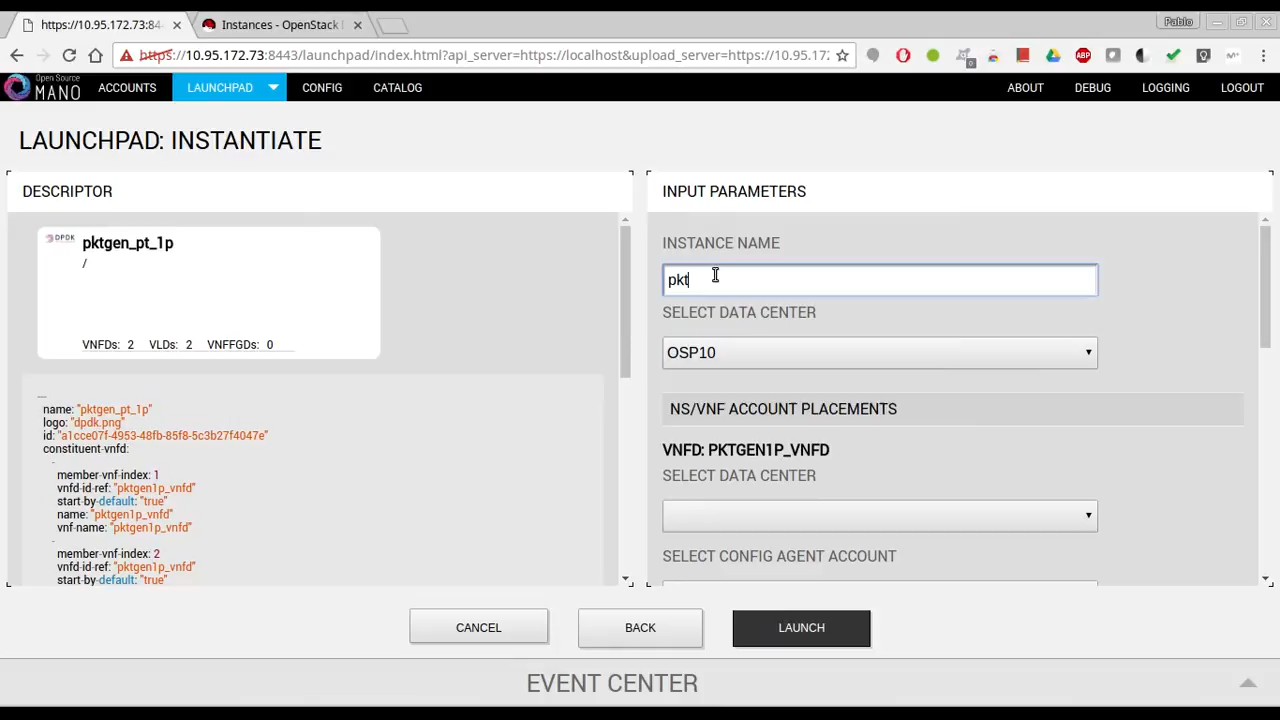 https://10.95.172.73:84
Instances - OpenStack
Pablo
https://10.95.172.73:8443/launchpad/index.html?api_server=https://localhost&upload_server=https://10.95.17
ABP
Open Source
MANO
ACCOUNTS
LAUNCHPAD
CONFIG
CATALOG
ABOUT
DEBUG
LOGGING
LOGOUT
LAUNCHPAD: INSTANTIATE
DESCRIPTOR
DPDK
pktgen_pt_1p
/
VNFDs: 2 VLDs: 2 VNFFGDs: 0
---
name: "pktgen_pt_1p"
logo: "dpdk.png"
id: "a1cce07f-4953-48fb-85f8-5c3b27f4047e"
constituent-vnfd:
-
member-vnf-index: 1
vnfd-id-ref: "pktgen1p_vnfd"
start-by-default: "true"
name: "pktgen1p_vnfd"
vnf-name: "pktgen1p_vnfd"
-
member-vnf-index: 2
vnfd-id-ref: "pktgen1p_vnfd"
start-by-default: "true"
INPUT PARAMETERS
INSTANCE NAME
pkt
SELECT DATA CENTER
OSP10
NS/VNF ACCOUNT PLACEMENTS
VNFD: PKTGEN1P_VNFD
SELECT DATA CENTER
SELECT CONFIG AGENT ACCOUNT
CANCEL
BACK
LAUNCH
EVENT CENTER